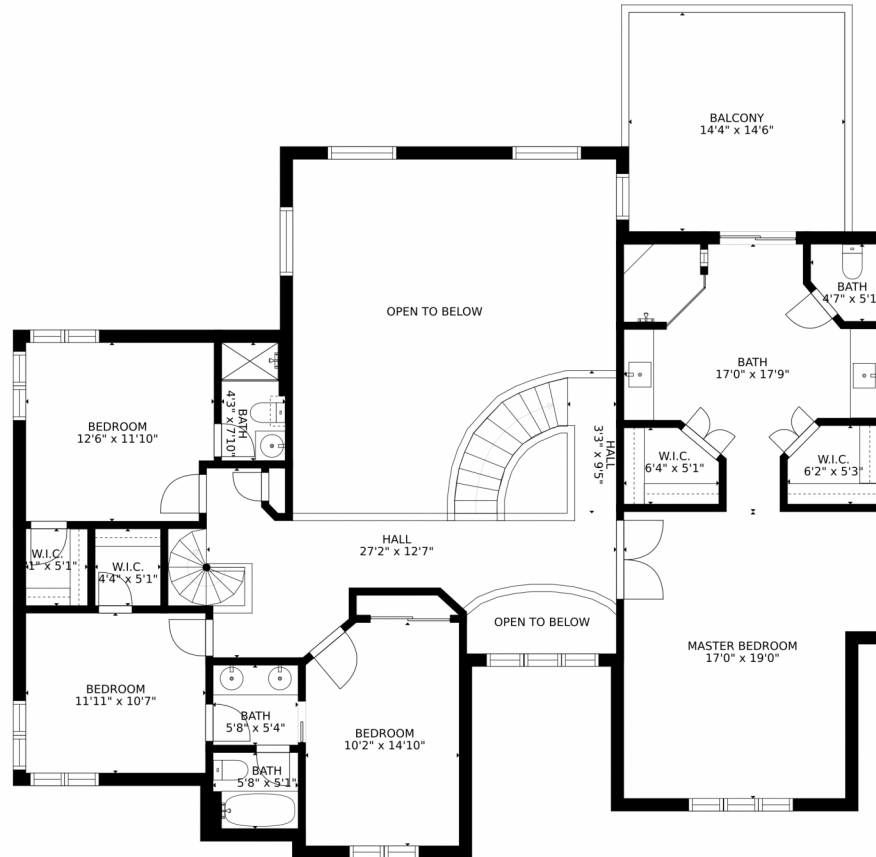 BALCONY
14'4" x 14'6"
OPEN TO BELOW
BATH
4'7" x 5'1
BATH
17'0" x 17'9"
BEDROOM
12'6" x 11'10"
BATH
4'3" x 7'10"
HALL
3'3" x 9'5"
W.I.C.
6'4" x 5'1"
W.I.C.
6'2" x 5'3"
HALL
27'2" x 12'7"
W.I.C.
1" x 5'1"
W.I.C.
4'4" x 5'1"
OPEN TO BELOW
MASTER BEDROOM
17'0" x 19'0"
BEDROOM
11'11" x 10'7"
BATH
5'8" x 5'4"
BEDROOM
10'2" x 14'10"
BATH
5'8" x 5'1"